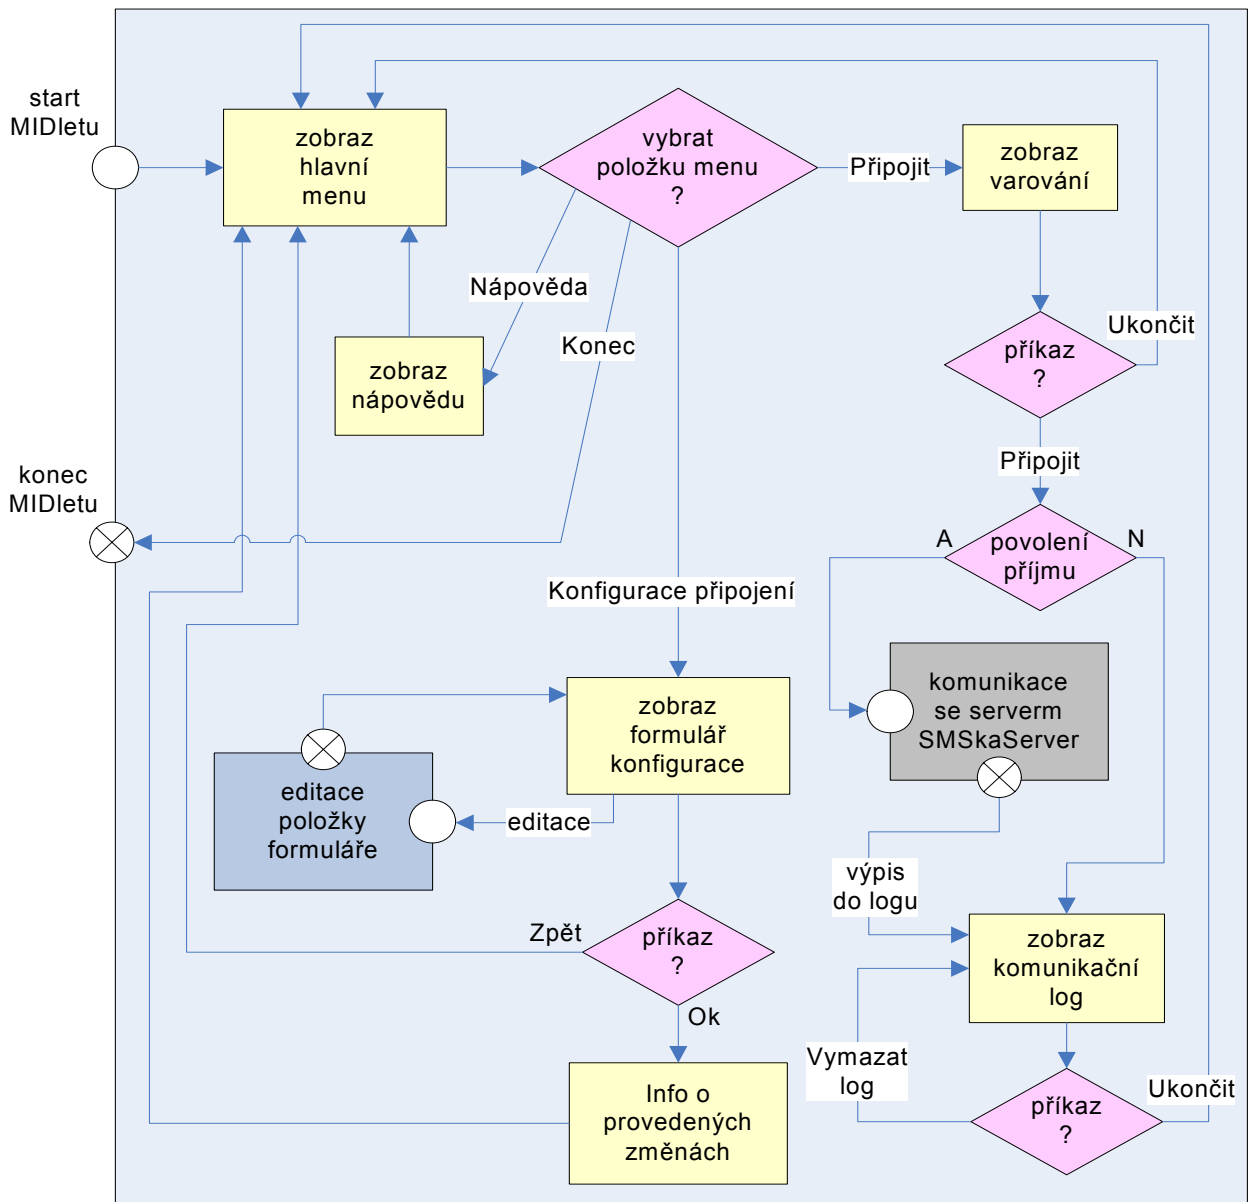 start
MIDletu
zobraz
hlavní
menu
vybrat
položku menu
?
Připojit
zobraz
varování
Nápověda
Konec
zobraz
nápovědu
Ukončit
příkaz
?
Připojit
konec
MIDletu
A
povolení
příjmu
N
Konfigurace připojení
zobraz
formulář
konfigurace
komunikace
se serverm
SMSkaServer
editace
položky
formuláře
editace
výpis
do logu
Zpět
příkaz
?
zobraz
komunikační
log
Ok
Vymazat
log
Info o
provedených
změnách
příkaz
?
Ukončit